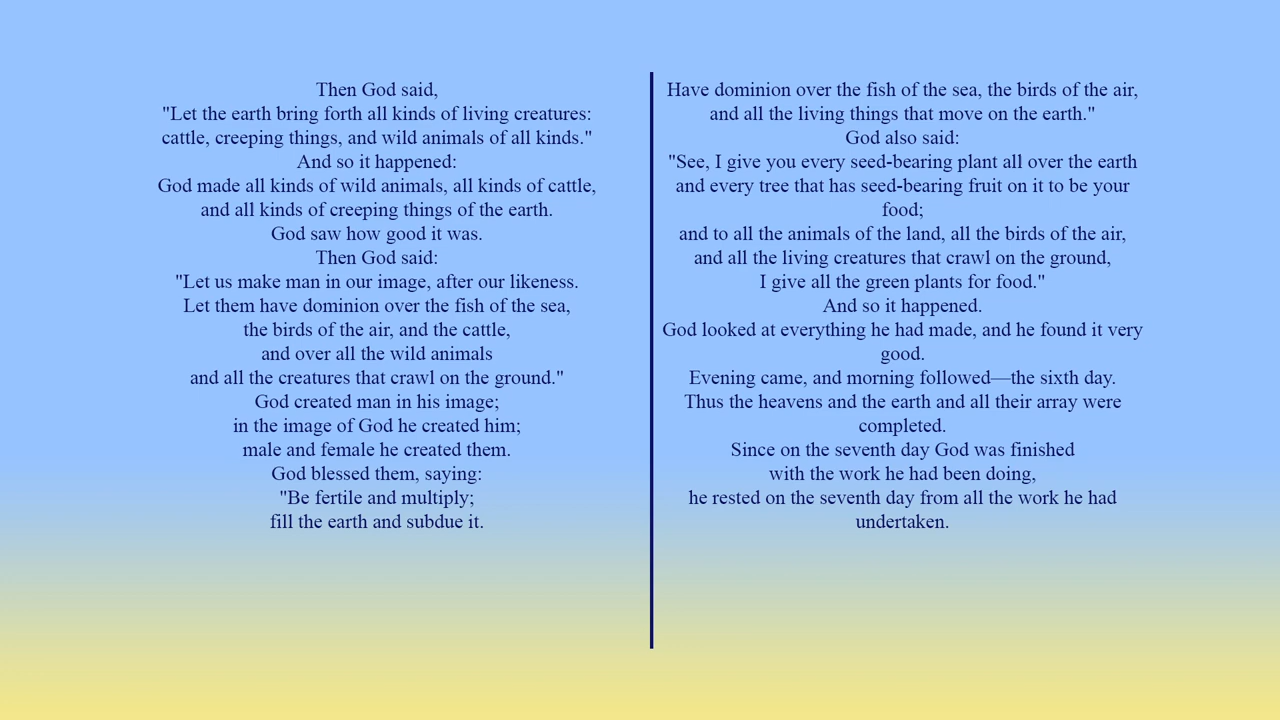 Then God said,
"Let the earth bring forth all kinds of living creatures:
cattle, creeping things, and wild animals of all kinds."
And so it happened:
God made all kinds of wild animals, all kinds of cattle,
and all kinds of creeping things of the earth.
God saw how good it was.
Then God said:
"Let us make man in our image, after our likeness.
Let them have dominion over the fish of the sea,
the birds of the air, and the cattle,
and over all the wild animals
and all the creatures that crawl on the ground."
God created man in his image;
in the image of God he created him;
male and female he created them.
God blessed them, saying:
"Be fertile and multiply;
fill the earth and subdue it.
Have dominion over the fish of the sea, the birds of the air,
and all the living things that move on the earth."
God also said:
"See, I give you every seed-bearing plant all over the earth
and every tree that has seed-bearing fruit on it to be your
food;
and to all the animals of the land, all the birds of the air,
and all the living creatures that crawl on the ground,
I give all the green plants for food."
And so it happened.
God looked at everything he had made, and he found it very
good.
Evening came, and morning followed—the sixth day.
Thus the heavens and the earth and all their array were
completed.
Since on the seventh day God was finished
with the work he had been doing,
he rested on the seventh day from all the work he had
undertaken.